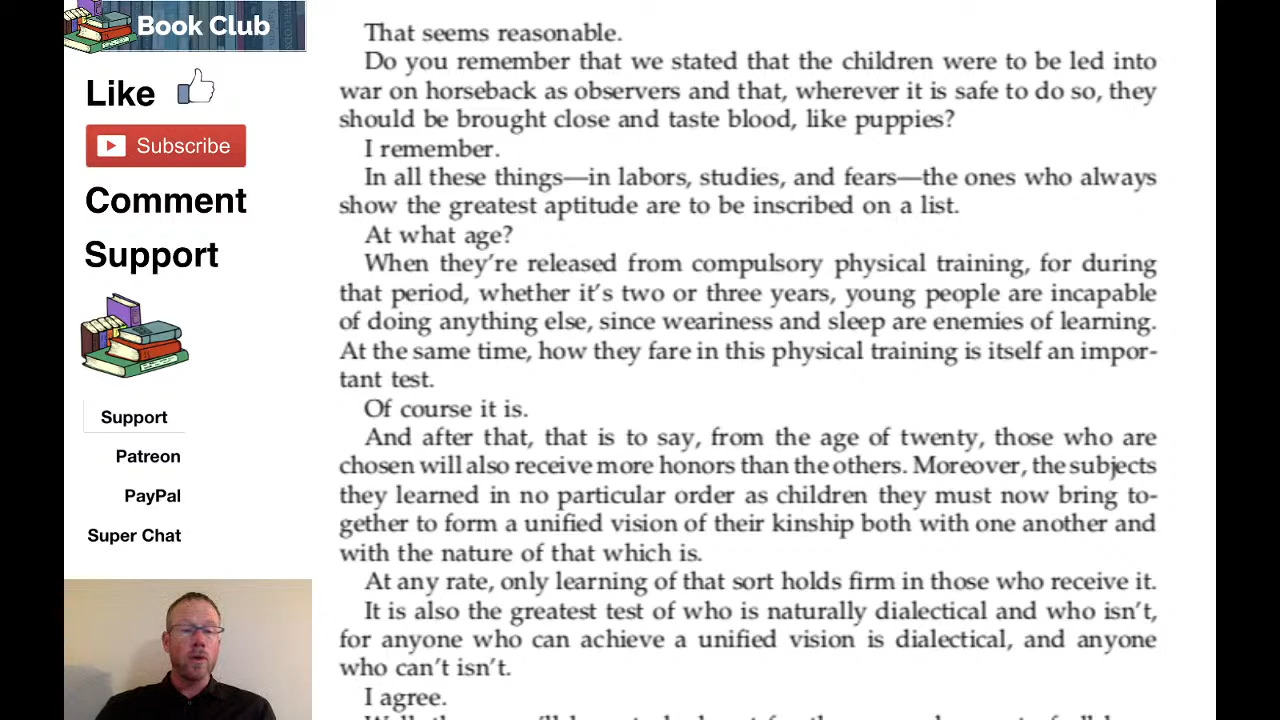 Book Club
Like
Subscribe
Comment
Support
Support
Patreon
PayPal
Super Chat
That seems reasonable.
Do you remember that we stated that the children were to be led into
war on horseback as observers and that, wherever it is safe to do so, they
should be brought close and taste blood, like puppies?
I remember.
In all these things—in labors, studies, and fears—the ones who always
show the greatest aptitude are to be inscribed on a list.
At what age?
When they're released from compulsory physical training, for during
that period, whether it's two or three years, young people are incapable
of doing anything else, since weariness and sleep are enemies of learning.
At the same time, how they fare in this physical training is itself an impor-
tant test.
Of course it is.
And after that, that is to say, from the age of twenty, those who are
chosen will also receive more honors than the others. Moreover, the subjects
they learned in no particular order as children they must now bring to-
gether to form a unified vision of their kinship both with one another and
with the nature of that which is.
At any rate, only learning of that sort holds firm in those who receive it.
It is also the greatest test of who is naturally dialectical and who isn't,
for anyone who can achieve a unified vision is dialectical, and anyone
who can't isn't.
I agree.